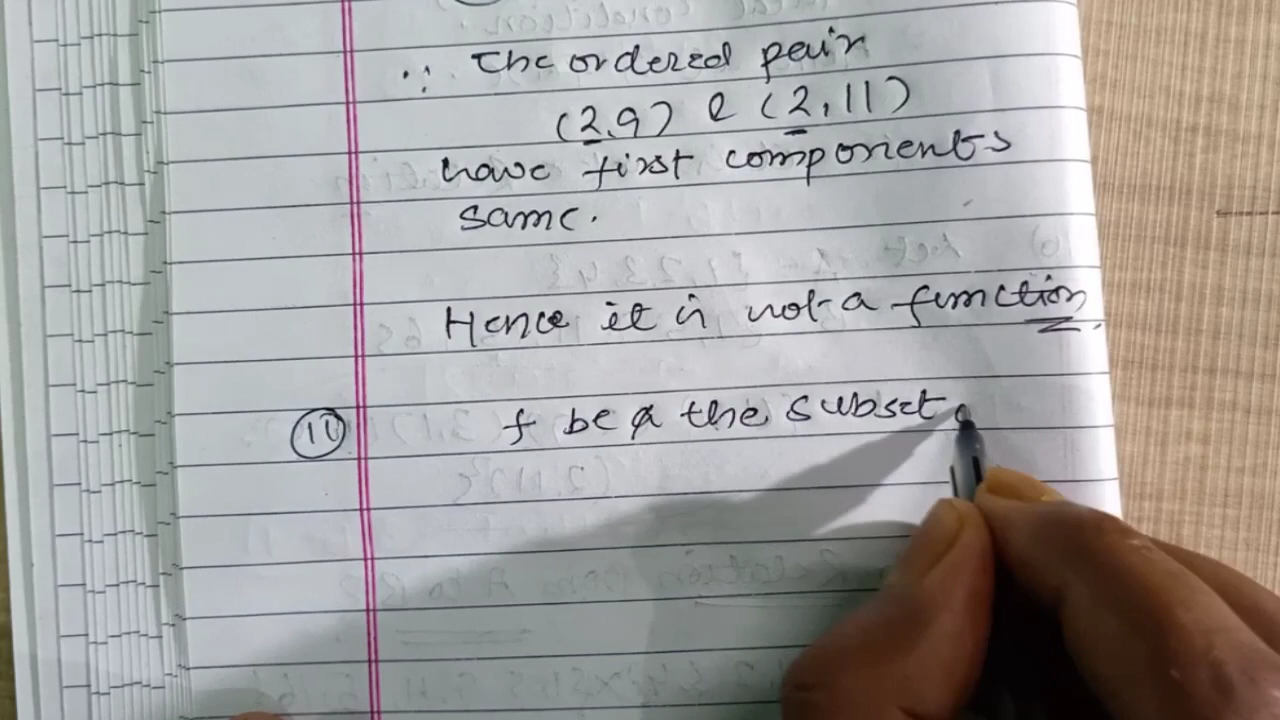 ∴ The ordered pair
(2,9) & (2,11)
have first components
same.
Hence it is not a function.
11 f be the subset o